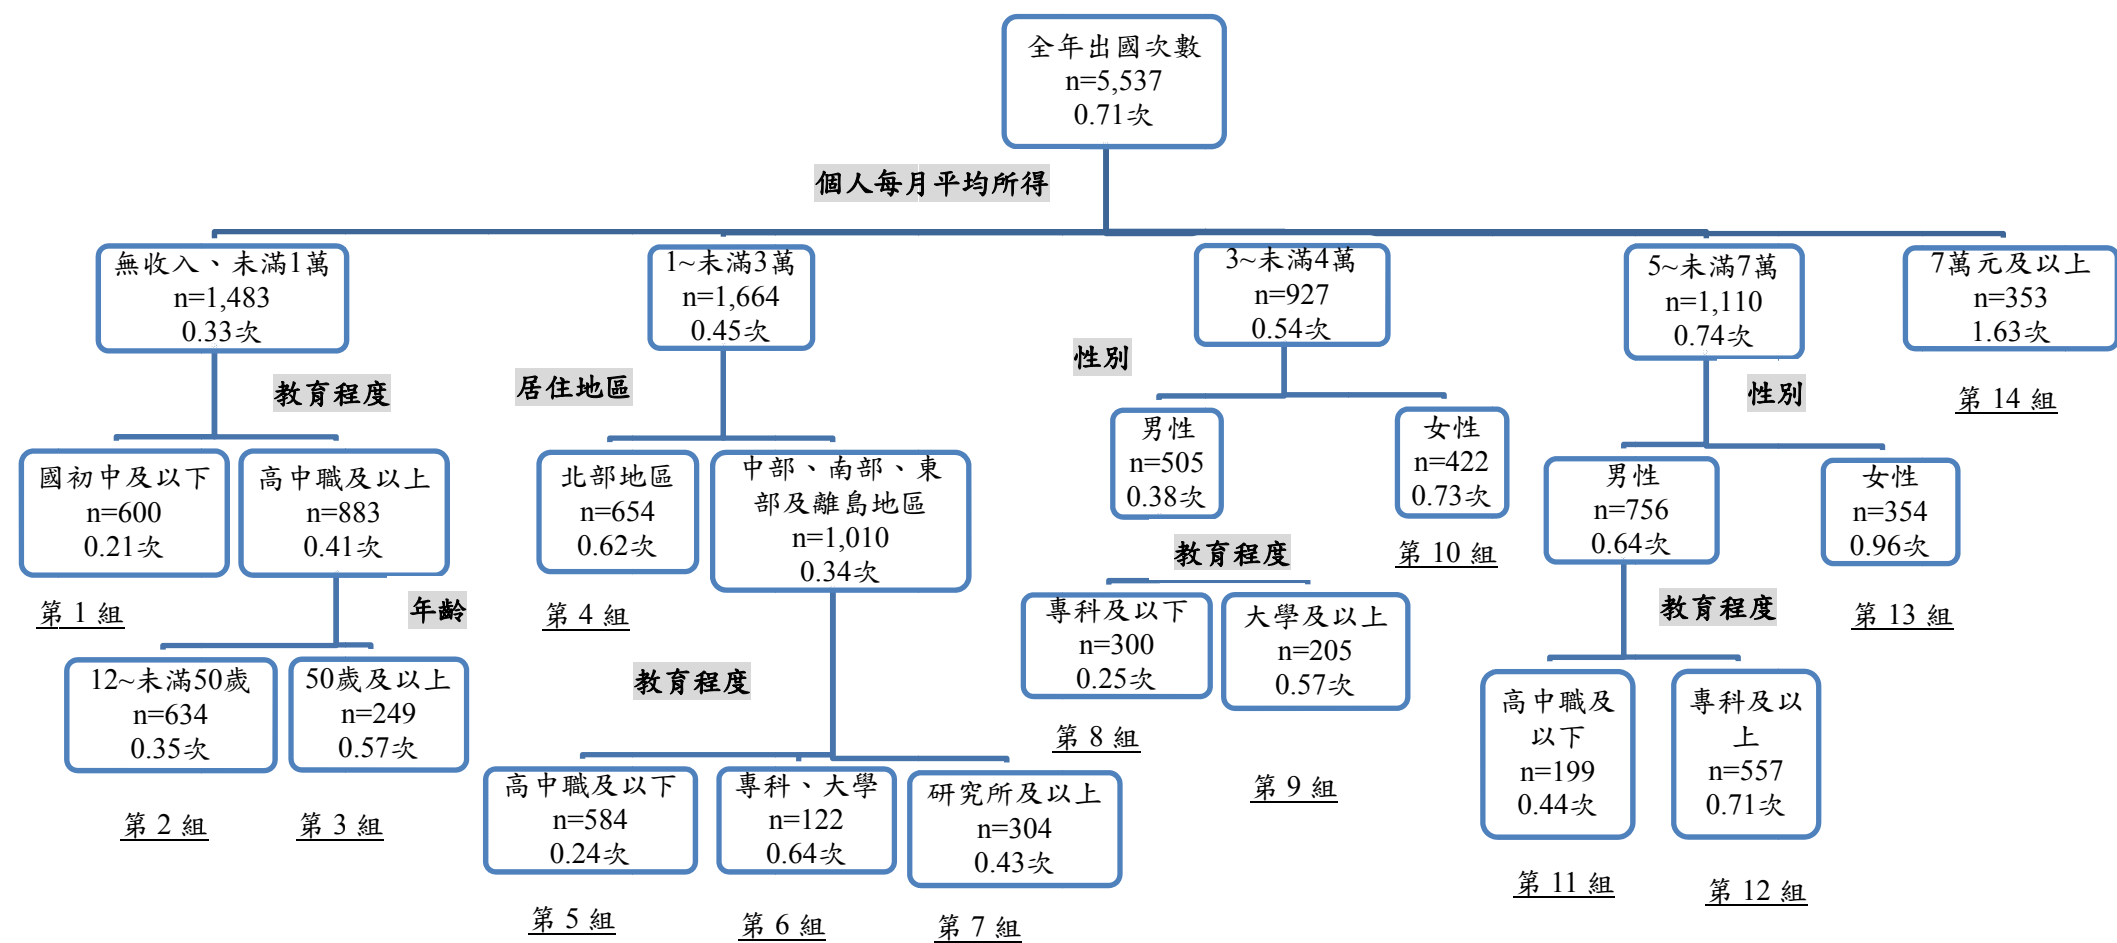 全年出國次數
n=5,537
0.71次
個人每月平均所得
無收入、未滿1萬
n=1,483
0.33次
1~未滿3萬
n=1,664
0.45次
3~未滿4萬
n=927
0.54次
5~未滿7萬
n=1,110
0.74次
7萬元及以上
n=353
1.63次
第 14 組
教育程度
國初中及以下
n=600
0.21次
第 1 組
高中職及以上
n=883
0.41次
年齡
12~未滿50歲
n=634
0.35次
第 2 組
50歲及以上
n=249
0.57次
第 3 組
居住地區
北部地區
n=654
0.62次
第 4 組
中部、南部、東
部及離島地區
n=1,010
0.34次
教育程度
高中職及以下
n=584
0.24次
第 5 組
專科、大學
n=122
0.64次
第 6 組
研究所及以上
n=304
0.43次
第 7 組
性別
男性
n=505
0.38次
女性
n=422
0.73次
第 10 組
教育程度
專科及以下
n=300
0.25次
第 8 組
大學及以上
n=205
0.57次
第 9 組
性別
男性
n=756
0.64次
女性
n=354
0.96次
第 13 組
教育程度
高中職及
以下
n=199
0.44次
第 11 組
專科及以
上
n=557
0.71次
第 12 組